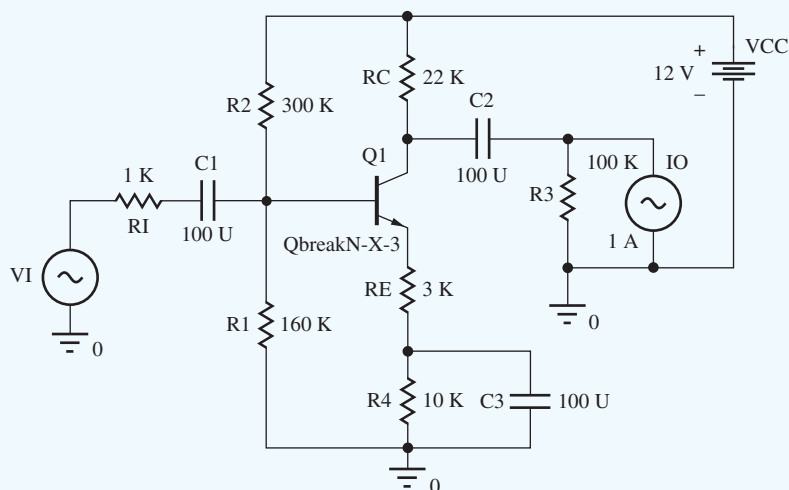 VCC
+
12 V
–
RC
22 K
R2
300 K
C2
100 U
Q1
1 K
C1
RI
100 U
100 K
IO
R3
1 A
VI
QbreakN-X-3
RE
3 K
R1
160 K
0
0
R4
10 K
C3
100 U
0